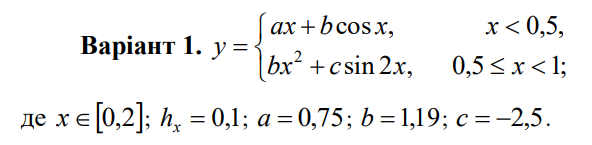 Варіант 1. y = { ax + b cos x, x < 0,5,
bx² + c sin 2x, 0,5 ≤ x < 1;
де x ∈ [0,2]; hₓ = 0,1; a = 0,75; b = 1,19; c = −2,5.